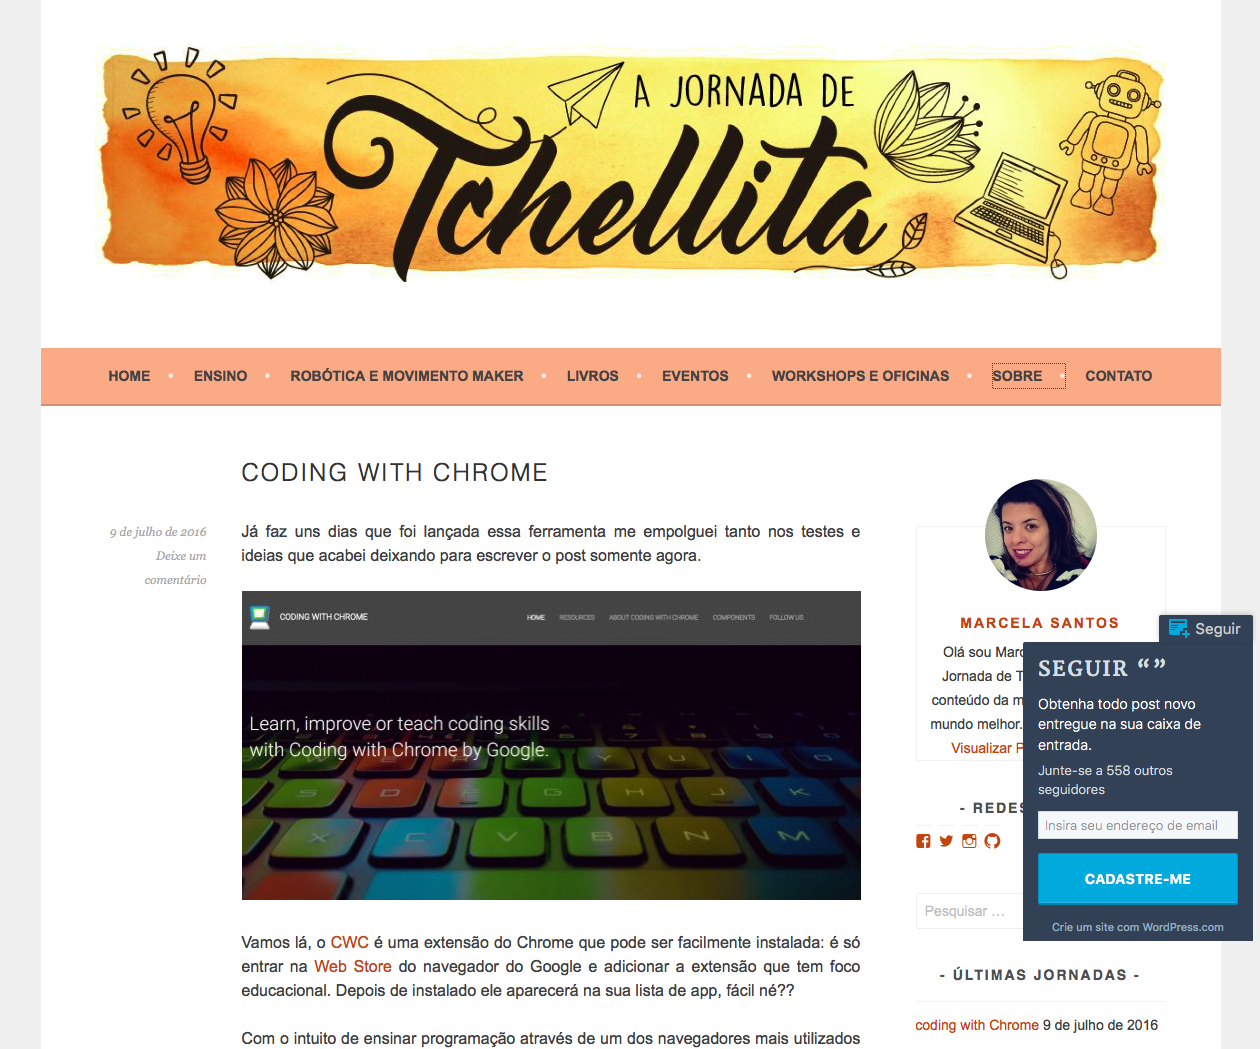 A JORNADA DE
Tchellita
HOME
ENSINO
ROBÓTICA E MOVIMENTO MAKER
LIVROS
EVENTOS
WORKSHOPS E OFICINAS
SOBRE
CONTATO
CODING WITH CHROME
9 de julho de 2016
Deixe um
comentário
Já faz uns dias que foi lançada essa ferramenta me empolguei tanto nos testes e
ideias que acabei deixando para escrever o post somente agora.
CODING WITH CHROME
HOME
RESOURCES
ABOUT CODING WITH CHROME
COMPONENTS
FOLLOW US
Learn, improve or teach coding skills
with Coding with Chrome by Google.
S
G
H
X
C
V
B
N
M
Vamos lá, o CWC é uma extensão do Chrome que pode ser facilmente instalada: é só
entrar na Web Store do navegador do Google e adicionar a extensão que tem foco
educacional. Depois de instalado ele aparecerá na sua lista de app, fácil né??
Com o intuito de ensinar programação através de um dos navegadores mais utilizados
MARCELA SANTOS
Olá sou Marc
Jornada de T
conteúdo da m
mundo melhor.
Visualizar P
- REDES
Pesquisar …
- ÚLTIMAS JORNADAS -
coding with Chrome 9 de julho de 2016
Seguir
SEGUIR “ ”
Obtenha todo post novo
entregue na sua caixa de
entrada.
Junte-se a 558 outros
seguidores
Insira seu endereço de email
CADASTRE-ME
Crie um site com WordPress.com